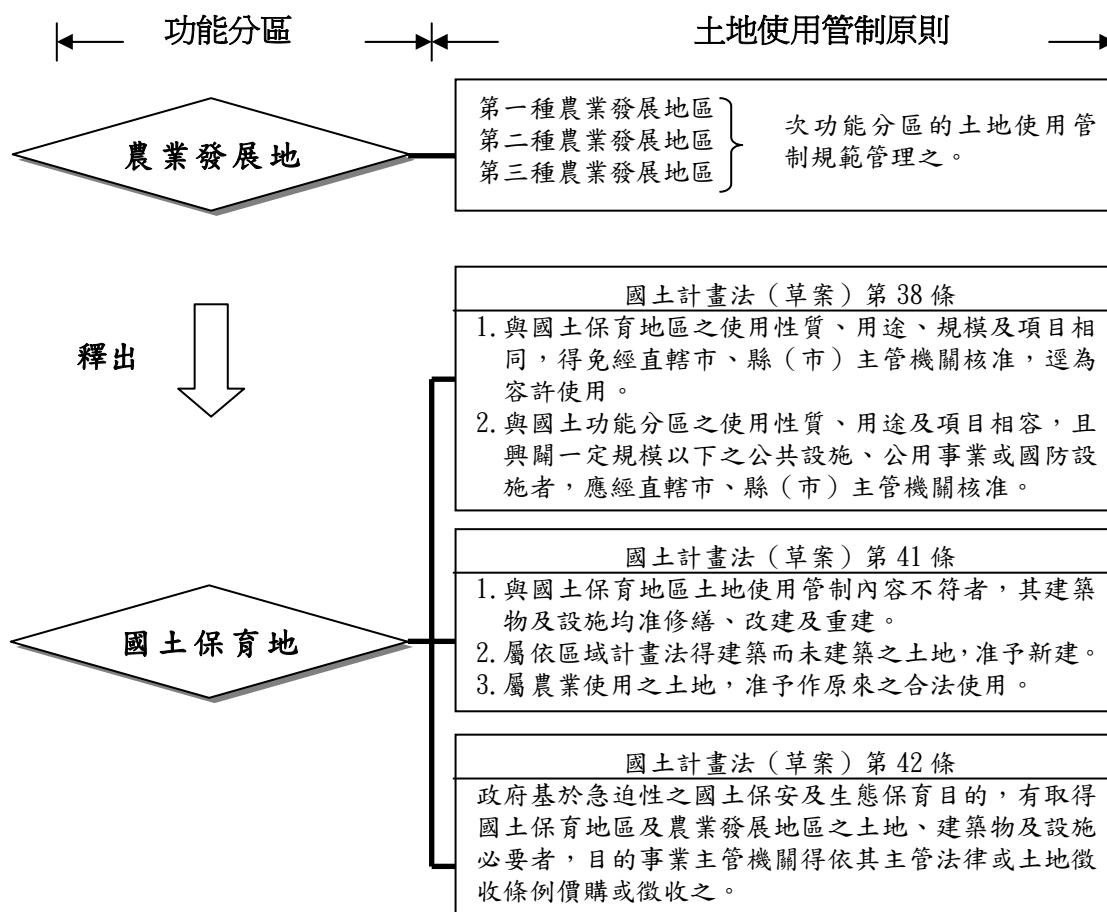 功能分區
土地使用管制原則
農業發展地
第一種農業發展地區
第二種農業發展地區
第三種農業發展地區
次功能分區的土地使用管
制規範管理之。
釋出
國土計畫法（草案）第 38 條
1. 與國土保育地區之使用性質、用途、規模及項目相
同，得免經直轄市、縣（市）主管機關核准，逕為
容許使用。
2. 與國土功能分區之使用性質、用途及項目相容，且
興闢一定規模以下之公共設施、公用事業或國防設
施者，應經直轄市、縣（市）主管機關核准。
國土保育地
國土計畫法（草案）第 41 條
1. 與國土保育地區土地使用管制內容不符者，其建築
物及設施均准修繕、改建及重建。
2. 屬依區域計畫法得建築而未建築之土地，准予新建。
3. 屬農業使用之土地，准予作原來之合法使用。
國土計畫法（草案）第 42 條
政府基於急迫性之國土保安及生態保育目的，有取得
國土保育地區及農業發展地區之土地、建築物及設施
必要者，目的事業主管機關得依其主管法律或土地徵
收條例價購或徵收之。